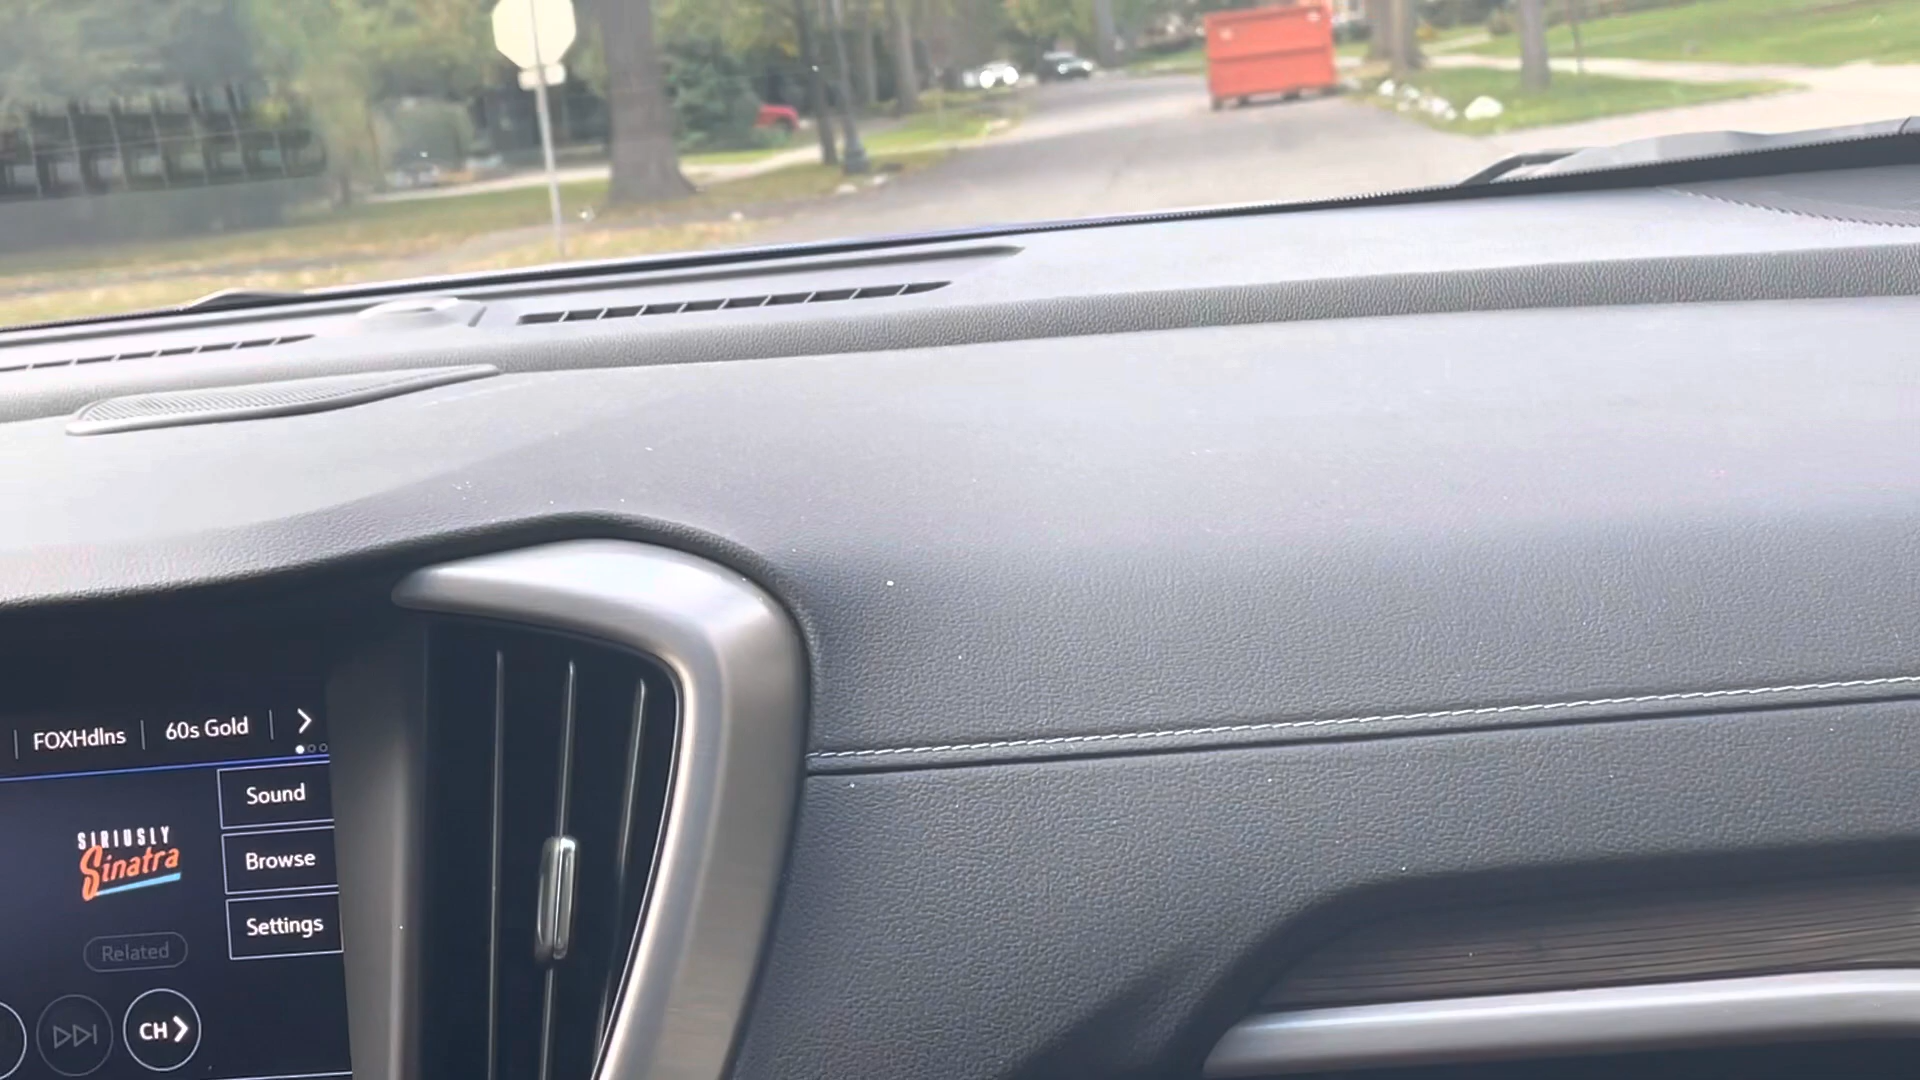 FOXHdlns
60s Gold
Sound
SIRIUSLY
Sinatra
Browse
Settings
Related
CH